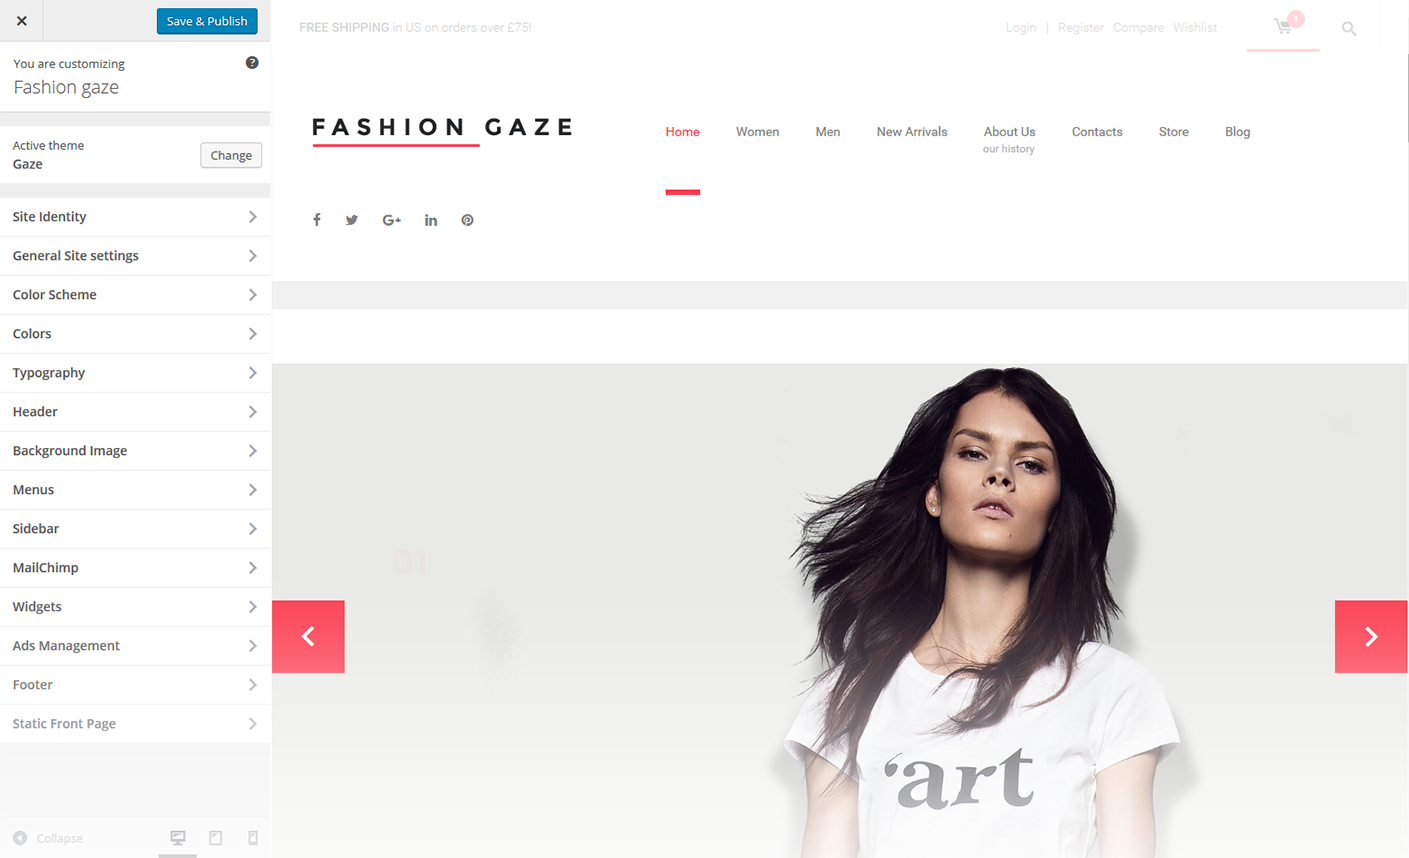 Save & Publish
You are customizing
Fashion gaze
Active theme
Gaze
Change
Site Identity
General Site settings
Color Scheme
Colors
Typography
Header
Background Image
Menus
Sidebar
MailChimp
Widgets
Ads Management
Footer
Static Front Page
Collapse
FREE SHIPPING in US on orders over £75!
Login | Register Compare Wishlist
1
FASHION GAZE
Home Women Men New Arrivals About Us Contacts Store Blog
our history
01
‘art